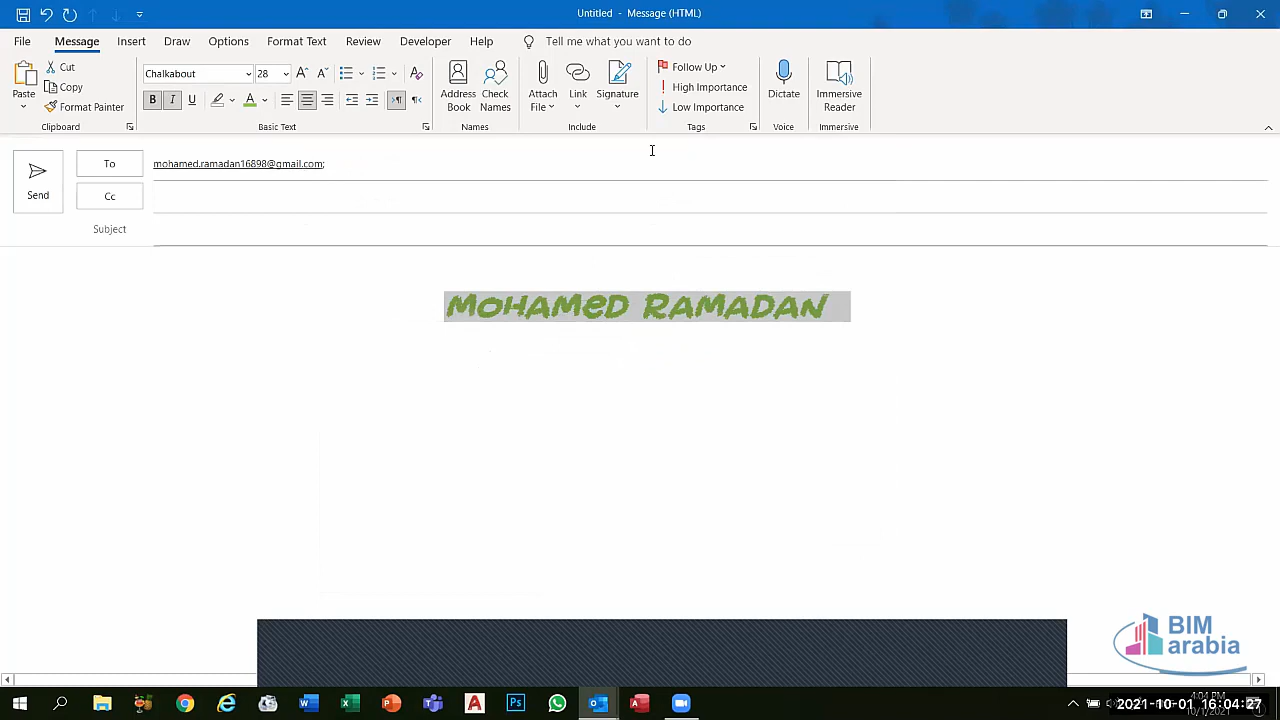 Untitled - Message (HTML)
File Message Insert Draw Options Format Text Review Developer Help Tell me what you want to do
Paste
Cut
Copy
Format Painter
Clipboard
Chalkabout 28
B I U A
Basic Text
Address Book
Check Names
Names
Attach File
Link
Signature
Include
Follow Up
High Importance
Low Importance
Tags
Dictate
Voice
Immersive Reader
Immersive
Send
To mohamed.ramadan16898@gmail.com;
Cc
Subject
Mohamed Ramadan
BIM
arabia
4:04 PM
2021-10-01 16:04:27